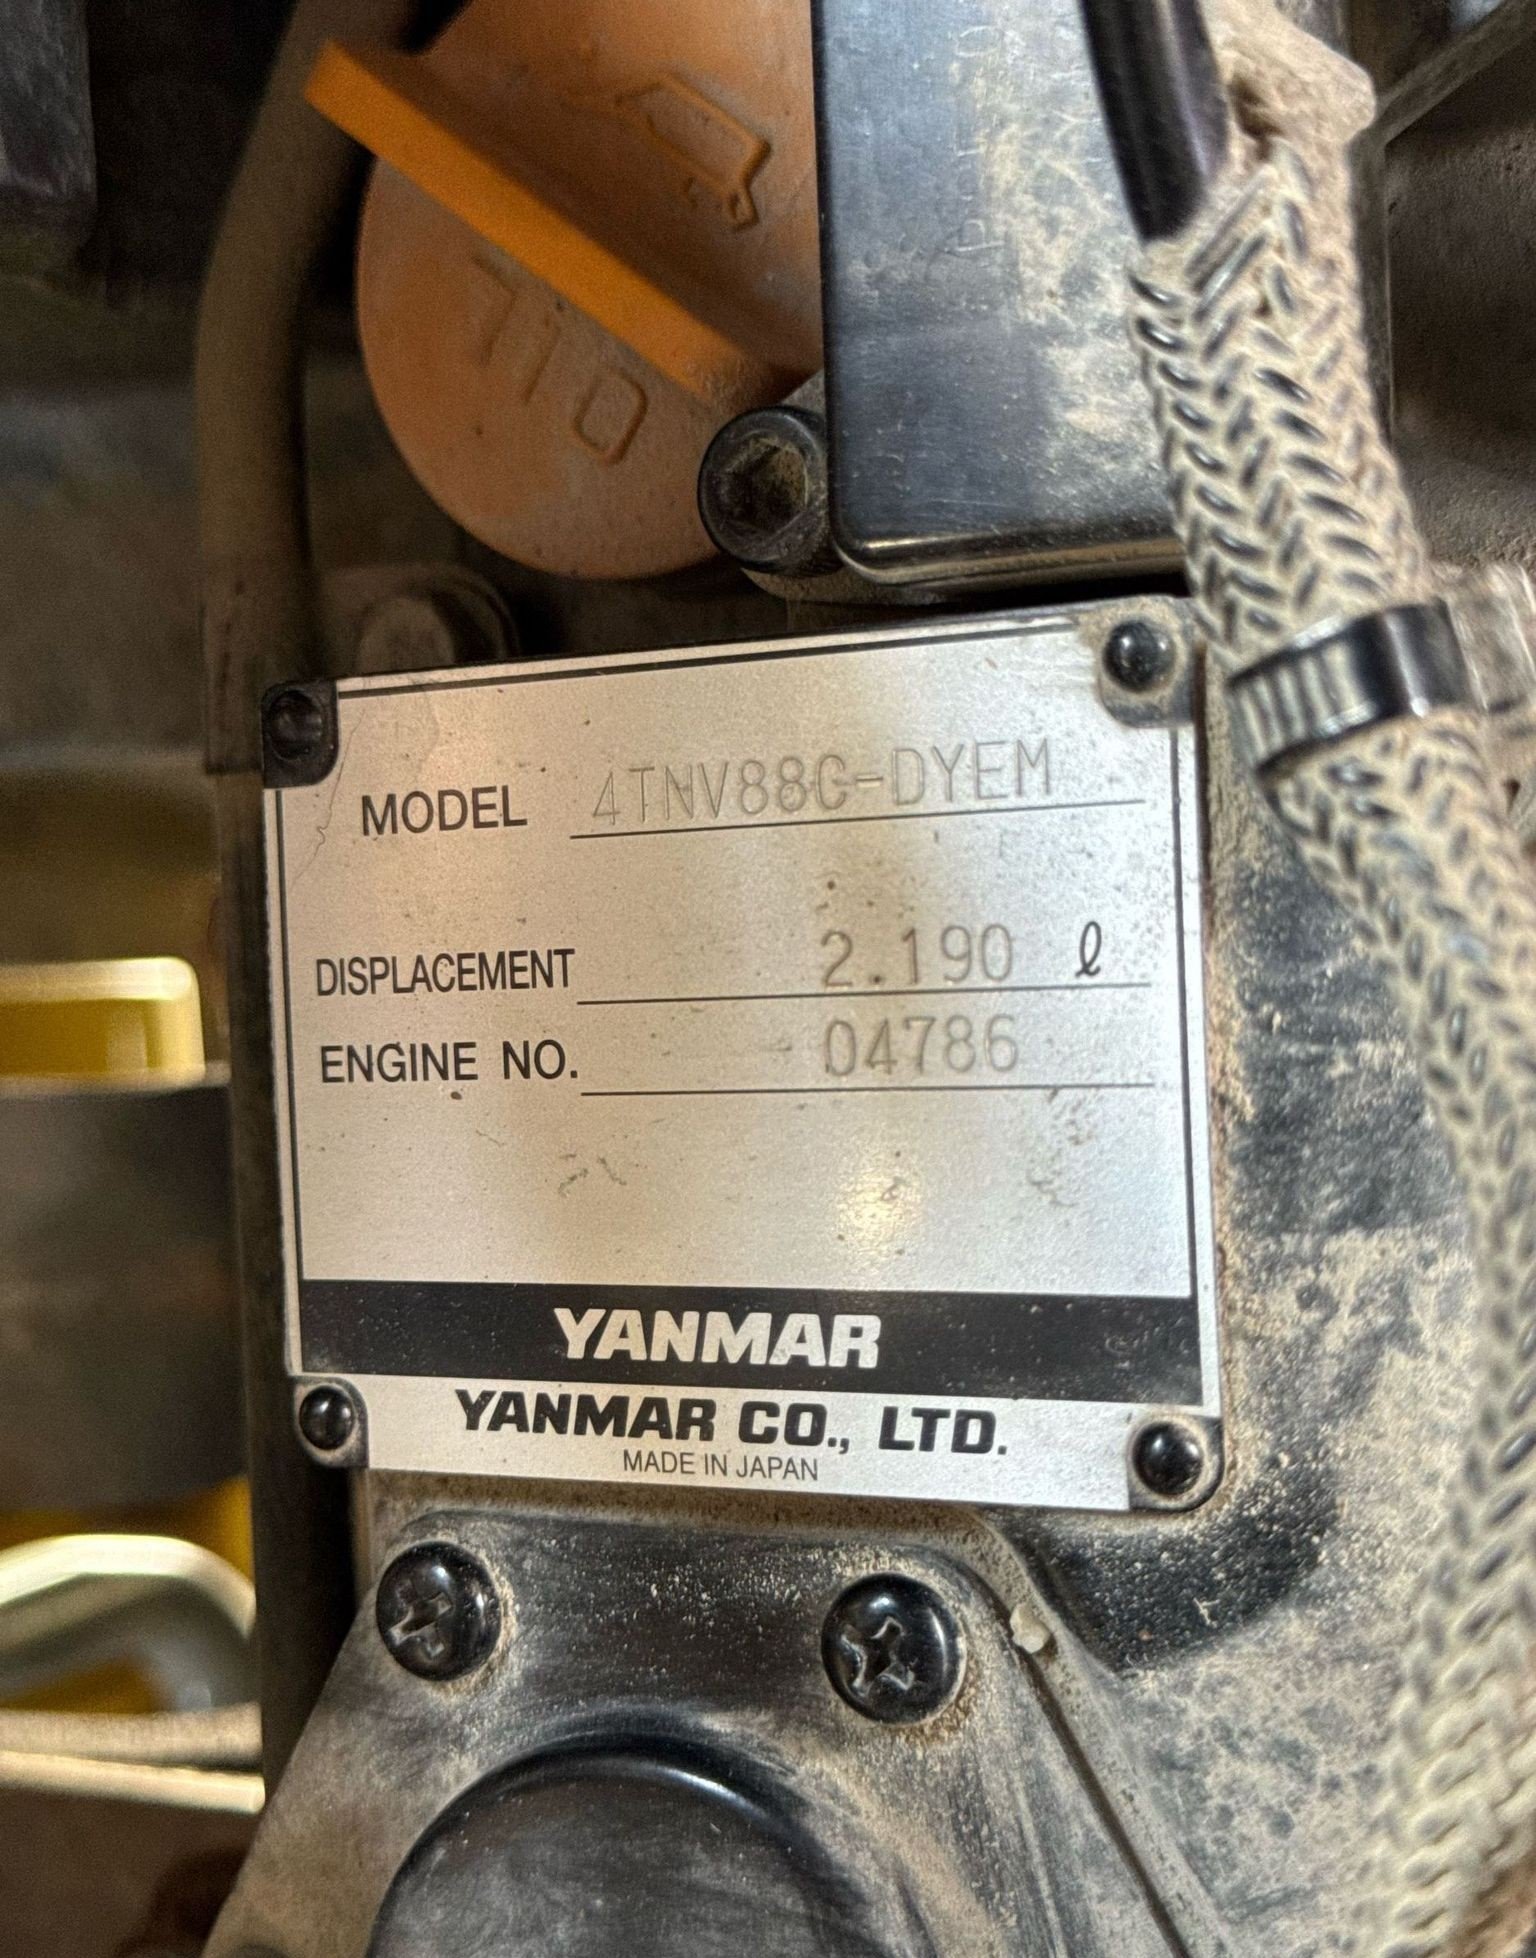 OIL
MODEL 4TNV88C-DYEM
DISPLACEMENT 2.190 ℓ
ENGINE NO. 04786
YANMAR
YANMAR CO., LTD.
MADE IN JAPAN